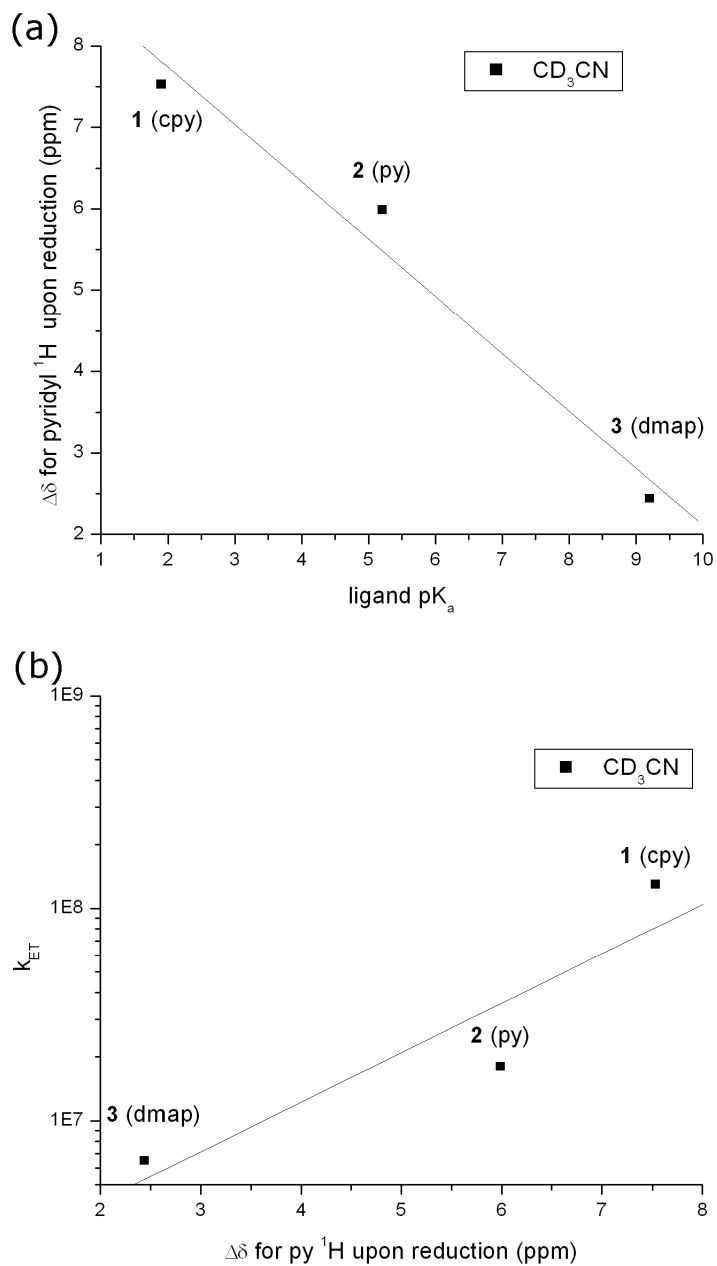 (a)
8
7
6
5
4
3
2
Δδ for pyridyl ¹H upon reduction (ppm)
CD₃CN
1 (cpy)
2 (py)
3 (dmap)
1 2 3 4 5 6 7 8 9 10
ligand pKₐ
(b)
1E9
1E8
1E7
k_ET
CD₃CN
1 (cpy)
2 (py)
3 (dmap)
2 3 4 5 6 7 8
Δδ for py ¹H upon reduction (ppm)